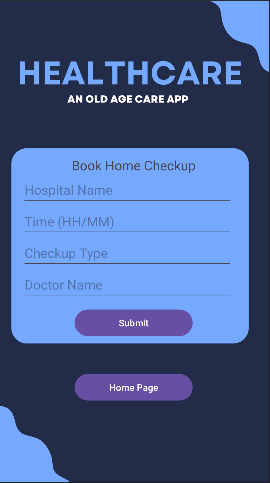 HEALTHCARE
AN OLD AGE CARE APP
Book Home Checkup
Hospital Name
Time (HH/MM)
Checkup Type
Doctor Name
Submit
Home Page